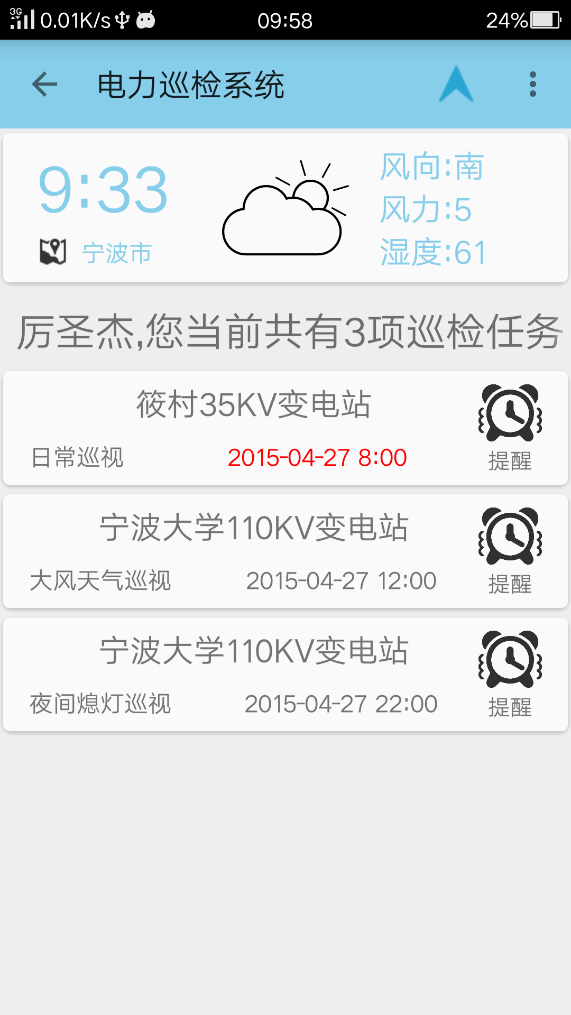 3G 0.01K/s 09:58 24%
电力巡检系统
9:33
宁波市
风向:南
风力:5
湿度:61
厉圣杰,您当前共有3项巡检任务
筱村35KV变电站
日常巡视 2015-04-27 8:00
提醒
宁波大学110KV变电站
大风天气巡视 2015-04-27 12:00
提醒
宁波大学110KV变电站
夜间熄灯巡视 2015-04-27 22:00
提醒